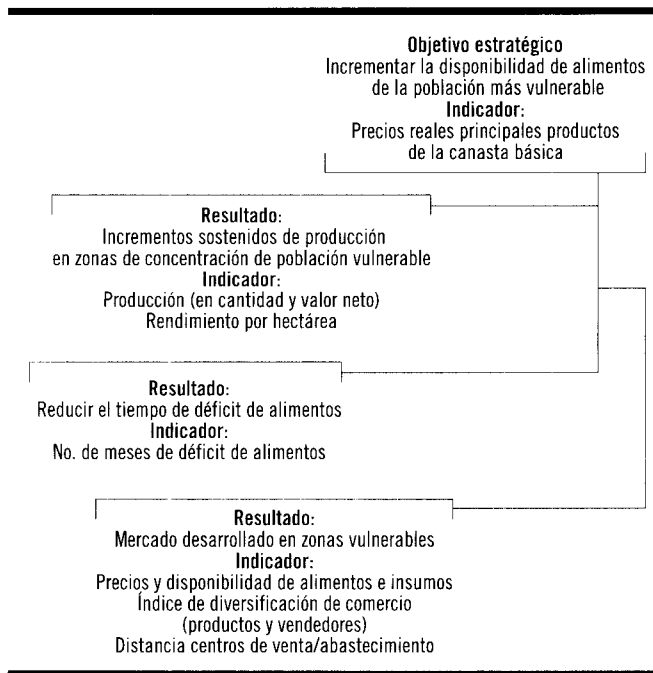 Objetivo estratégico
Incrementar la disponibilidad de alimentos
de la población más vulnerable
Indicador:
Precios reales principales productos
de la canasta básica
Resultado:
Incrementos sostenidos de producción
en zonas de concentración de población vulnerable
Indicador:
Producción (en cantidad y valor neto)
Rendimiento por hectárea
Resultado:
Reducir el tiempo de déficit de alimentos
Indicador:
No. de meses de déficit de alimentos
Resultado:
Mercado desarrollado en zonas vulnerables
Indicador:
Precios y disponibilidad de alimentos e insumos
Índice de diversificación de comercio
(productos y vendedores)
Distancia centros de venta/abastecimiento